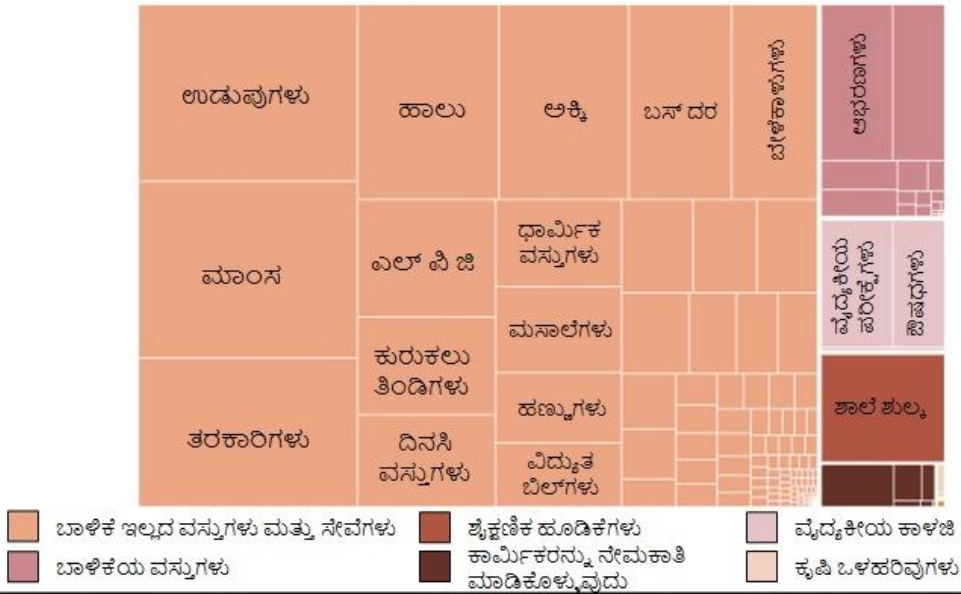 ಉಡುಪುಗಳು
ಹಾಲು
ಅಕ್ಕಿ
ಬಸ್ ದರ
ಬೇಳೆಕಾಳುಗಳು
ಆಭರಣಗಳು
ಮಾಂಸ
ಎಲ್ ಪಿ ಜಿ
ಧಾರ್ಮಿಕ
ವಸ್ತುಗಳು
ವೈದ್ಯಕೀಯ
ಪರೀಕ್ಷೆಗಳು
ಔಷಧಗಳು
ಮಸಾಲೆಗಳು
ಕುರುಕಲು
ತಿಂಡಿಗಳು
ತರಕಾರಿಗಳು
ದಿನಸಿ
ವಸ್ತುಗಳು
ಹಣ್ಣುಗಳು
ವಿದ್ಯುತ
ಬಿಲ್‌ಗಳು
ಶಾಲೆ ಶುಲ್ಕ
ಬಾಳಿಕೆ ಇಲ್ಲದ ವಸ್ತುಗಳು ಮತ್ತು ಸೇವೆಗಳು
ಶೈಕ್ಷಣಿಕ ಹೂಡಿಕೆಗಳು
ವೈದ್ಯಕೀಯ ಕಾಳಜಿ
ಬಾಳಿಕೆಯ ವಸ್ತುಗಳು
ಕಾರ್ಮಿಕರನ್ನು ನೇಮಕಾತಿ
ಮಾಡಿಕೊಳ್ಳುವುದು
ಕೃಷಿ ಒಳಹರಿವುಗಳು